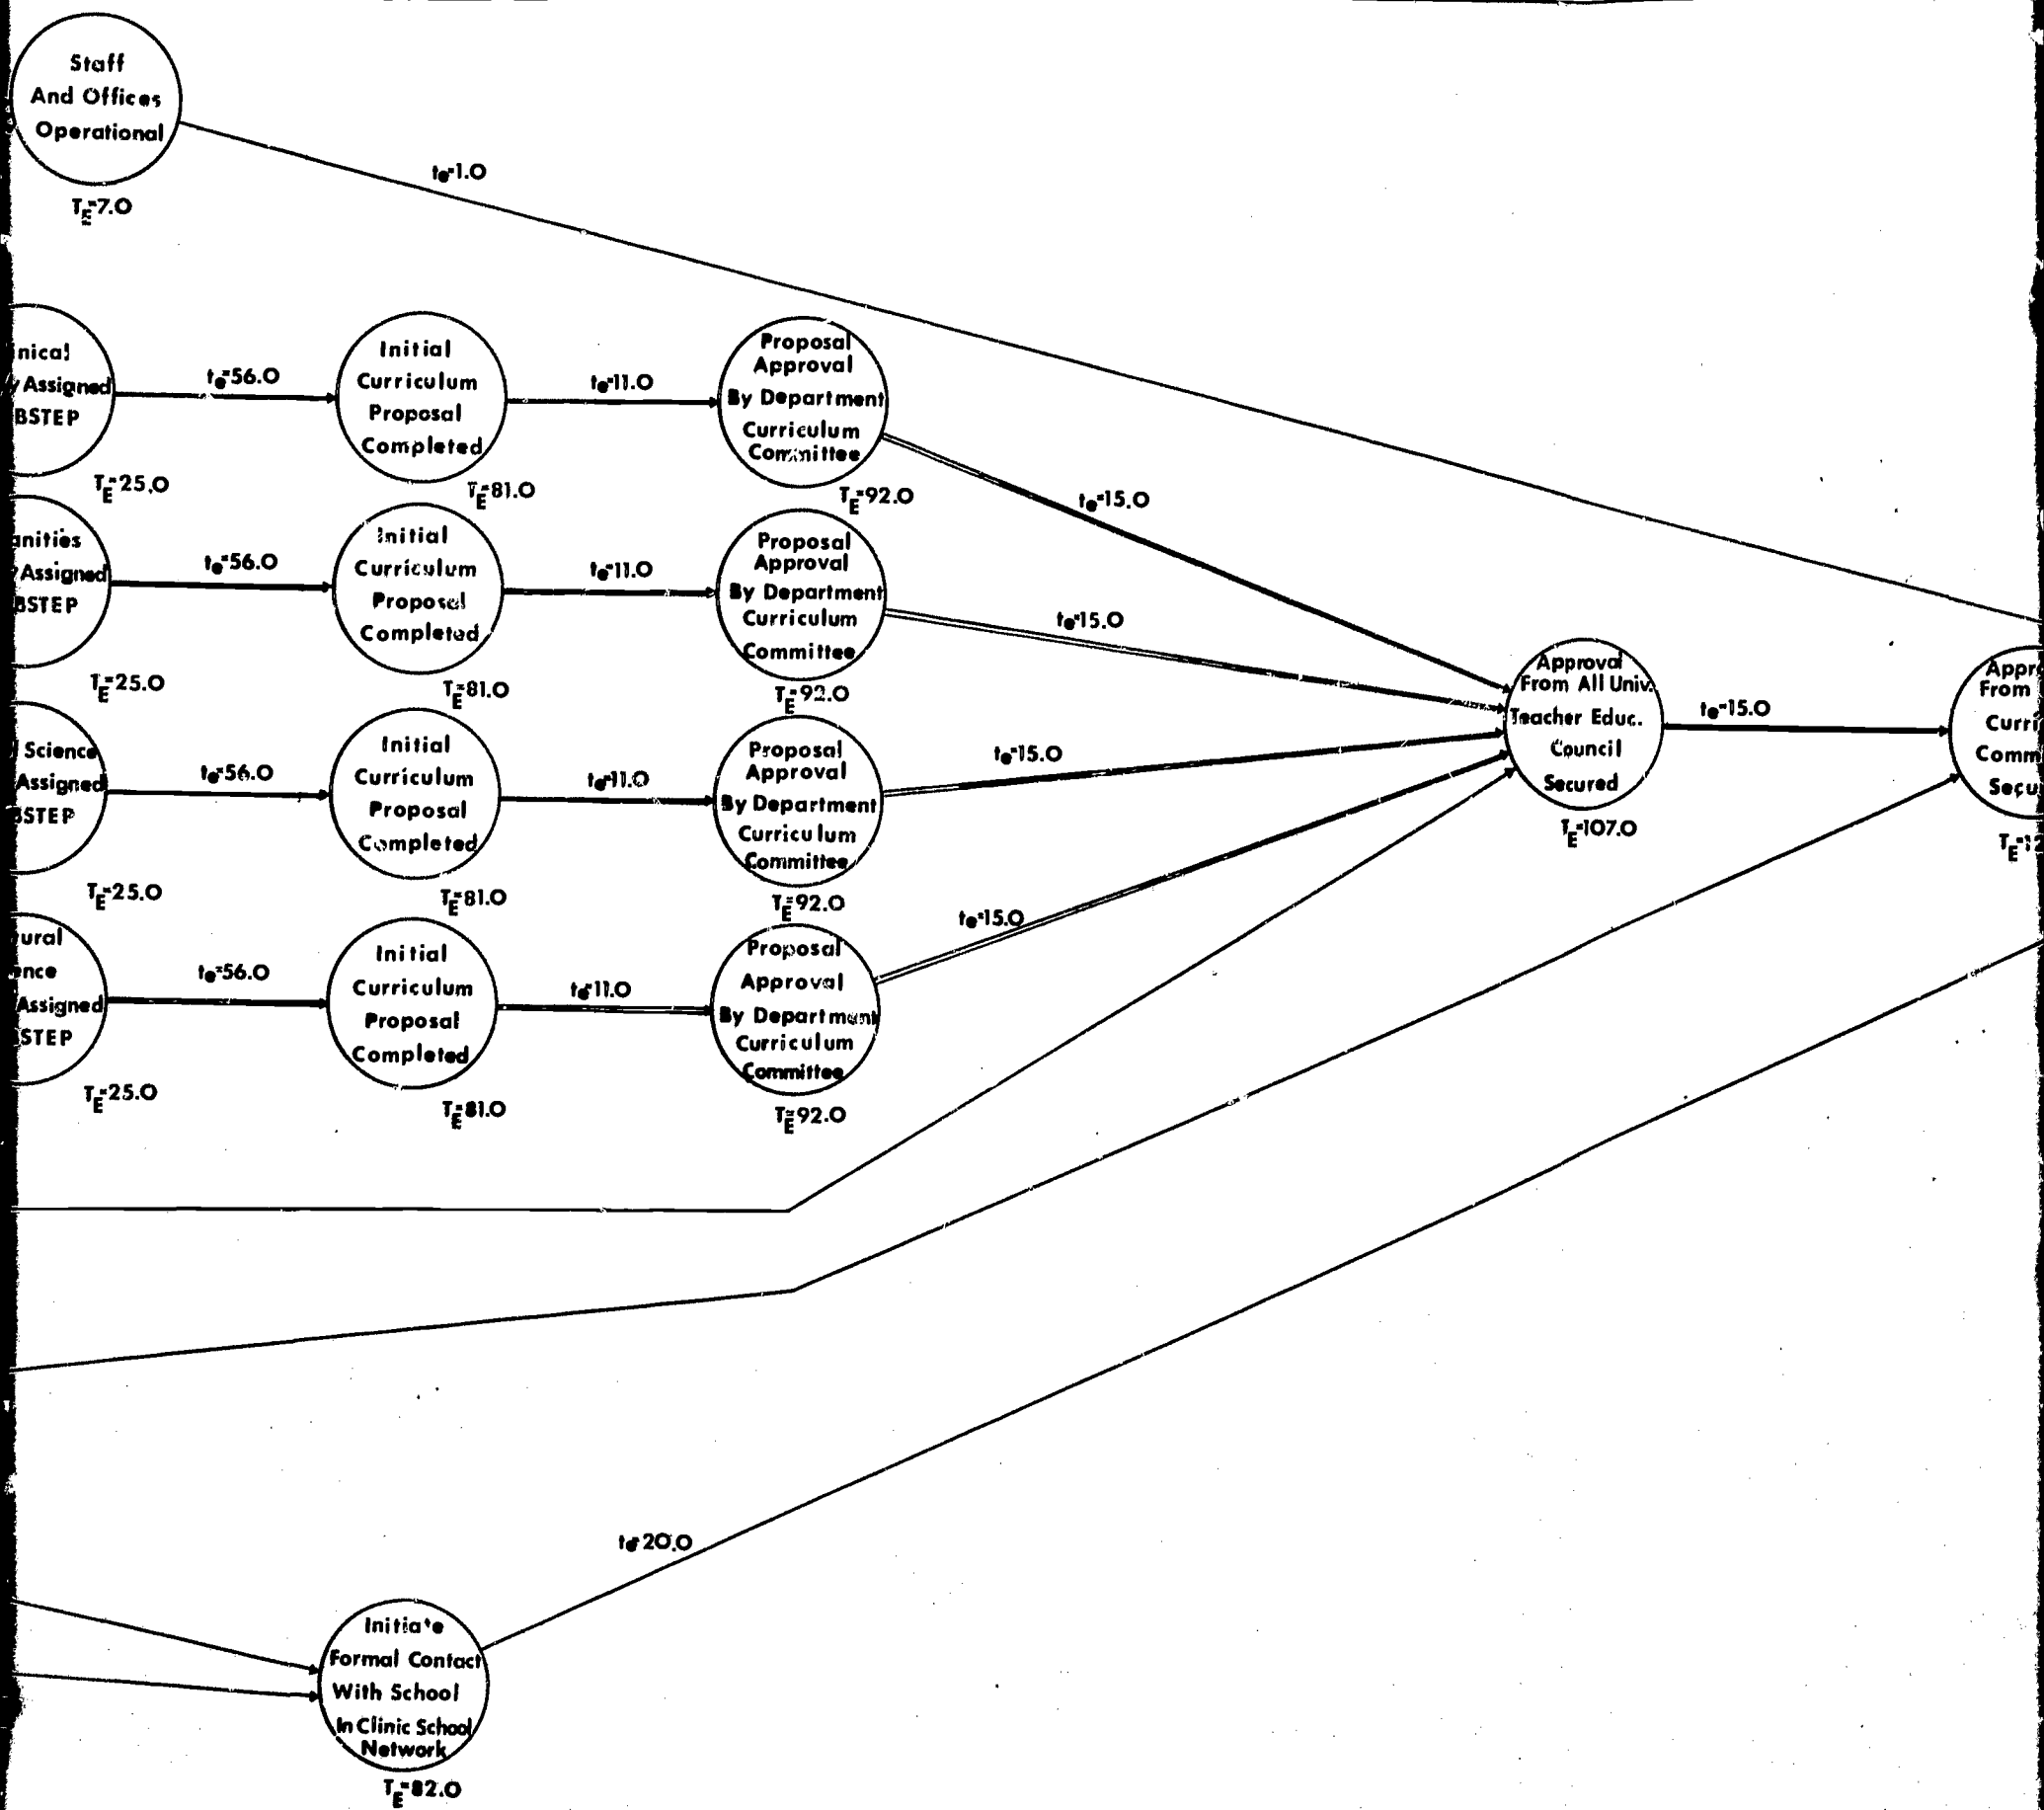 Staff
And Offices
Operational
TE=7.0
te=1.0
Assigned
BSTEP
TE=25.0
te=56.0
Initial
Curriculum
Proposal
Completed
TE=81.0
te=11.0
Proposal
Approval
By Department
Curriculum
Committee
TE=92.0
te=15.0
Assigned
BSTEP
TE=25.0
te=56.0
Initial
Curriculum
Proposal
Completed
TE=81.0
te=11.0
Proposal
Approval
By Department
Curriculum
Committee
TE=92.0
te=15.0
Science
Assigned
TE=25.0
te=56.0
Initial
Curriculum
Proposal
Completed
TE=81.0
te=11.0
Proposal
Approval
By Department
Curriculum
Committee
TE=92.0
te=15.0
Assigned
TE=25.0
te=56.0
Initial
Curriculum
Proposal
Completed
TE=81.0
te=11.0
Proposal
Approval
By Department
Curriculum
Committee
TE=92.0
te=15.0
Approval
From All Univ.
Teacher Educ.
Council
Secured
TE=107.0
te=15.0
From
te=20.0
Initiate
Formal Contact
With School
In Clinic School
Network
TE=82.0